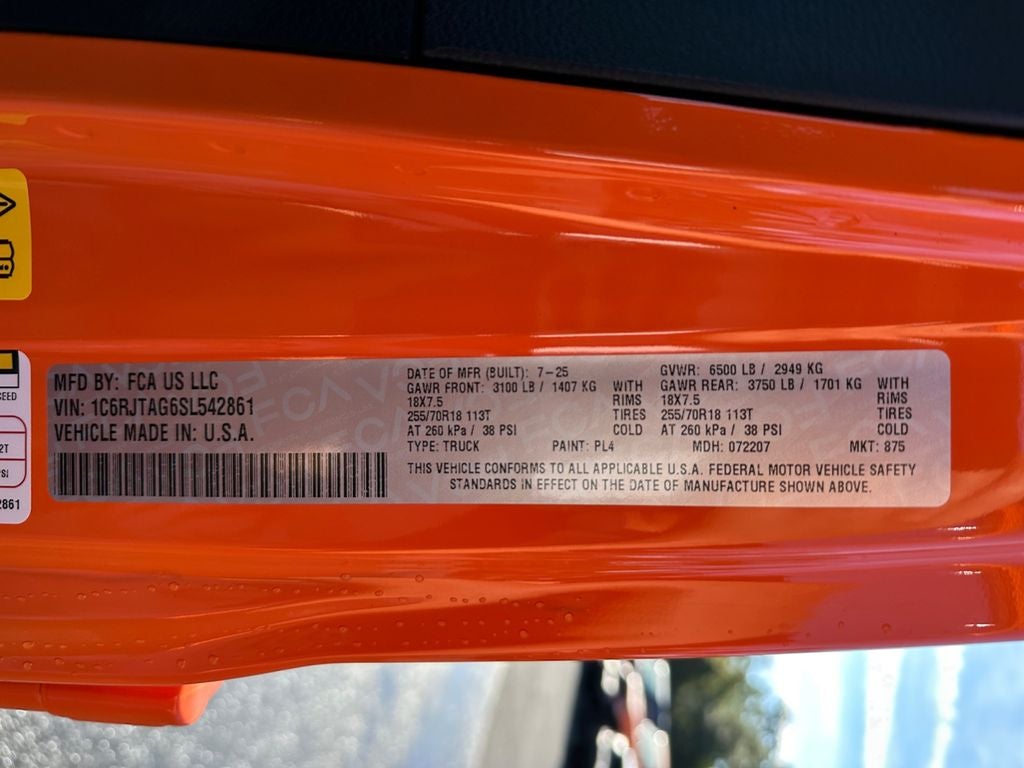 MFD BY: FCA US LLC
VIN: 1C6RJTAG6SL542861
VEHICLE MADE IN: U.S.A.
DATE OF MFR (BUILT): 7-25
GVWR: 6500 LB / 2949 KG
GAWR FRONT: 3100 LB / 1407 KG WITH
18X7.5 RIMS
255/70R18 113T TIRES
AT 260 kPa / 38 PSI COLD
GAWR REAR: 3750 LB / 1701 KG WITH
18X7.5 RIMS
255/70R18 113T TIRES
AT 260 kPa / 38 PSI COLD
TYPE: TRUCK PAINT: PL4 MDH: 072207 MKT: 875
THIS VEHICLE CONFORMS TO ALL APPLICABLE U.S.A. FEDERAL MOTOR VEHICLE SAFETY
STANDARDS IN EFFECT ON THE DATE OF MANUFACTURE SHOWN ABOVE.